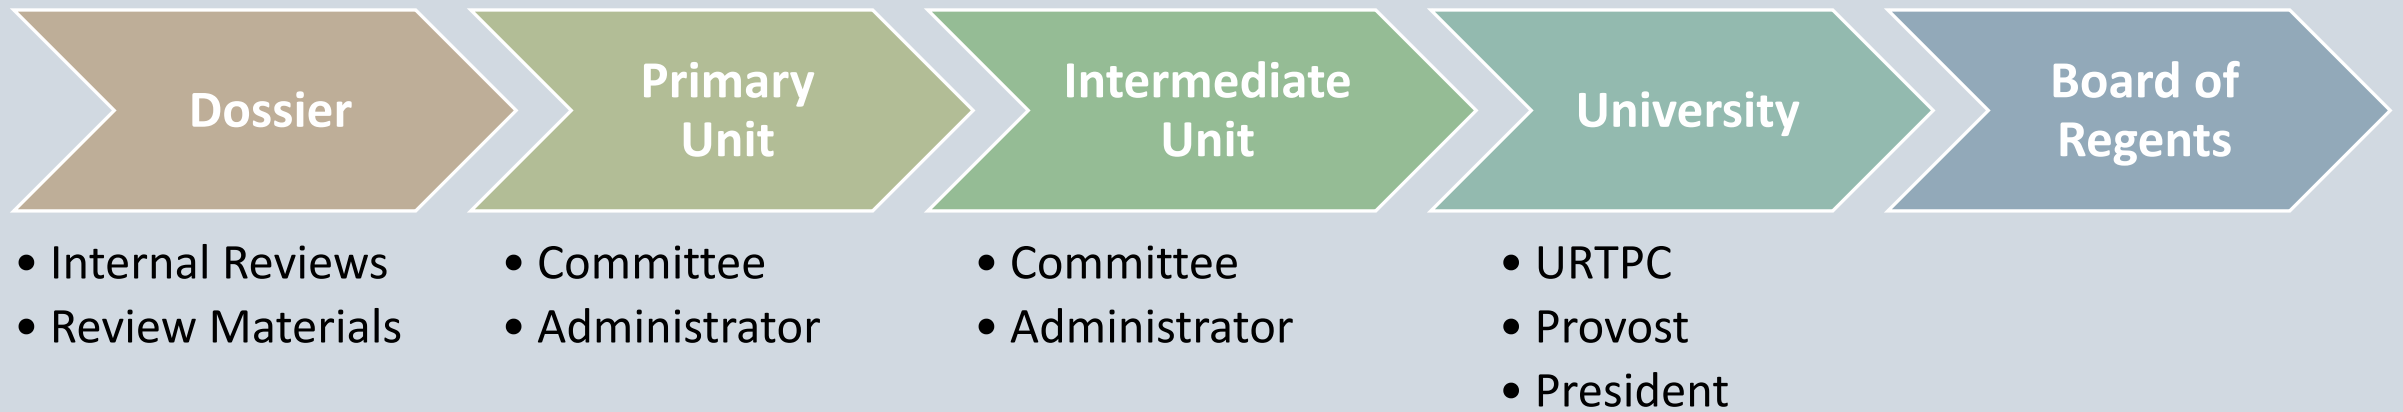 Dossier
Primary
Unit
Intermediate
Unit
University
Board of
Regents
• Internal Reviews
• Review Materials
• Committee
• Administrator
• Committee
• Administrator
• URTPC
• Provost
• President